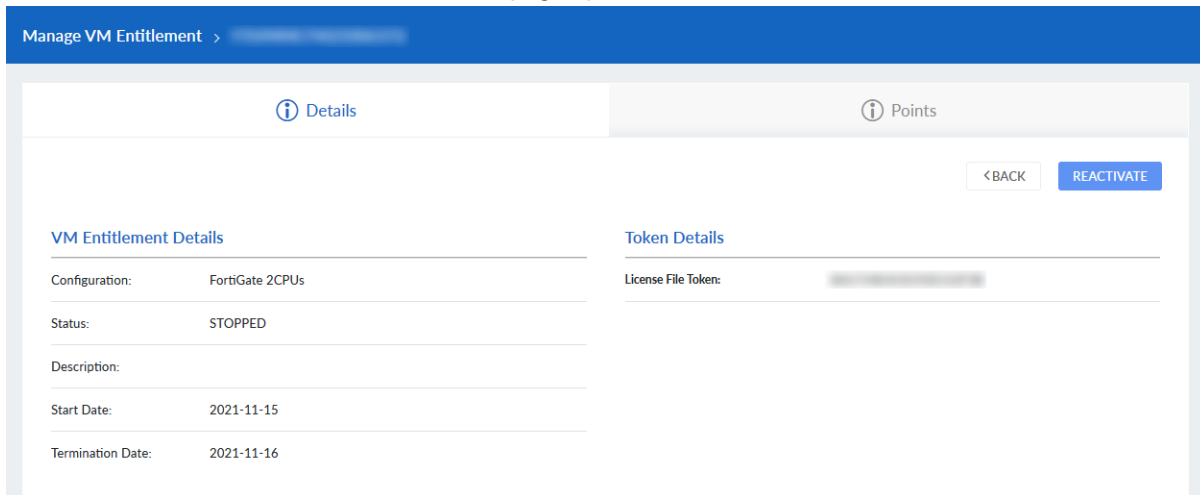 Manage VM Entitlement >
Details
Points
<BACK
REACTIVATE
VM Entitlement Details
Token Details
Configuration: FortiGate 2CPUs
License File Token:
Status: STOPPED
Description:
Start Date: 2021-11-15
Termination Date: 2021-11-16